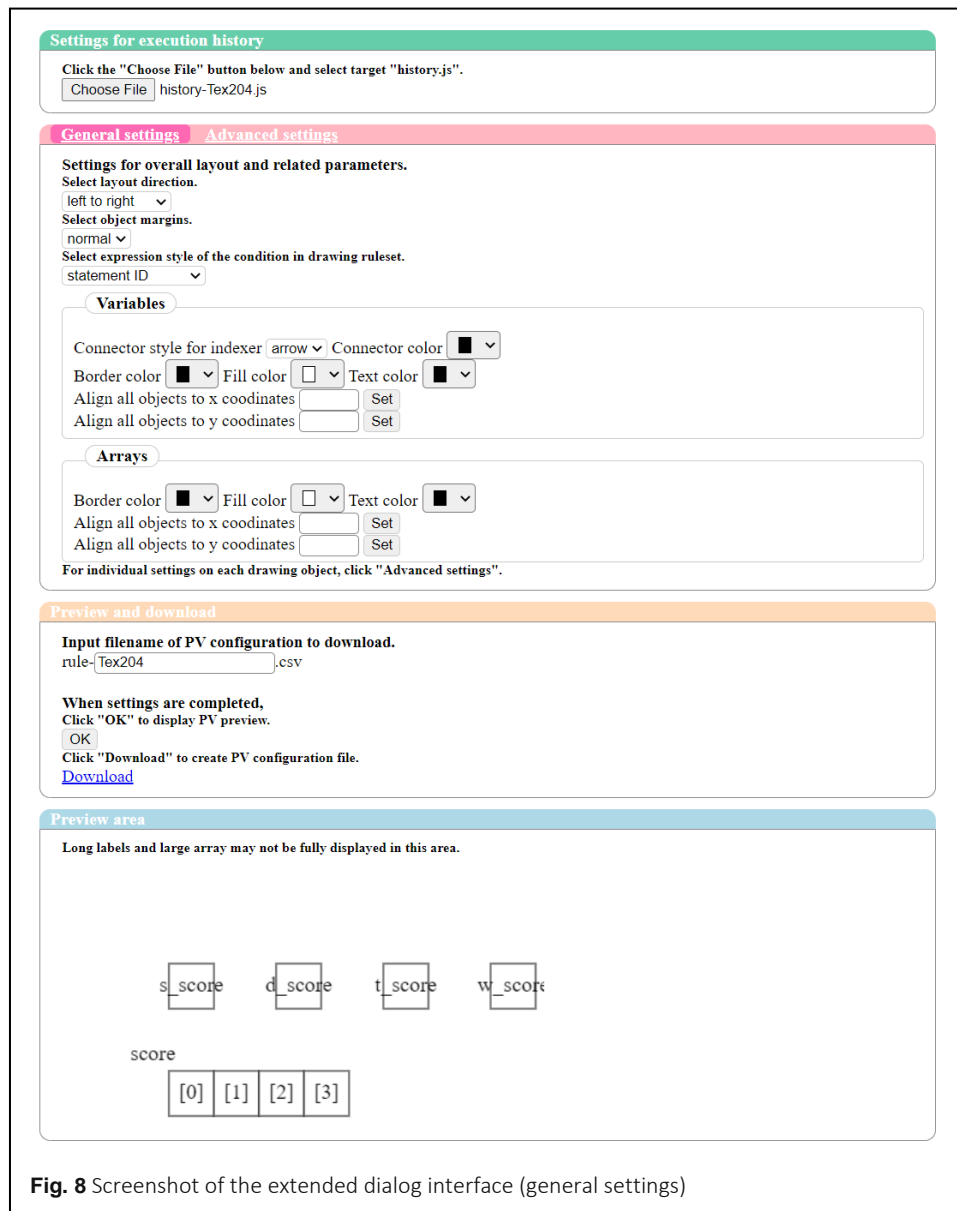 Settings for execution history
Click the "Choose File" button below and select target "history.js".
Choose File history-Tex204.js
General settings Advanced settings
Settings for overall layout and related parameters.
Select layout direction.
left to right
Select object margins.
normal
Select expression style of the condition in drawing ruleset.
statement ID
Variables
Connector style for indexer arrow Connector color
Border color Fill color Text color
Align all objects to x coodinates Set
Align all objects to y coodinates Set
Arrays
Border color Fill color Text color
Align all objects to x coodinates Set
Align all objects to y coodinates Set
For individual settings on each drawing object, click "Advanced settings".
Preview and download
Input filename of PV configuration to download.
rule-Tex204.csv
When settings are completed,
Click "OK" to display PV preview.
OK
Click "Download" to create PV configuration file.
Download
Preview area
Long labels and large array may not be fully displayed in this area.
s_score d_score t_score w_score
score
[0] [1] [2] [3]
Fig. 8 Screenshot of the extended dialog interface (general settings)